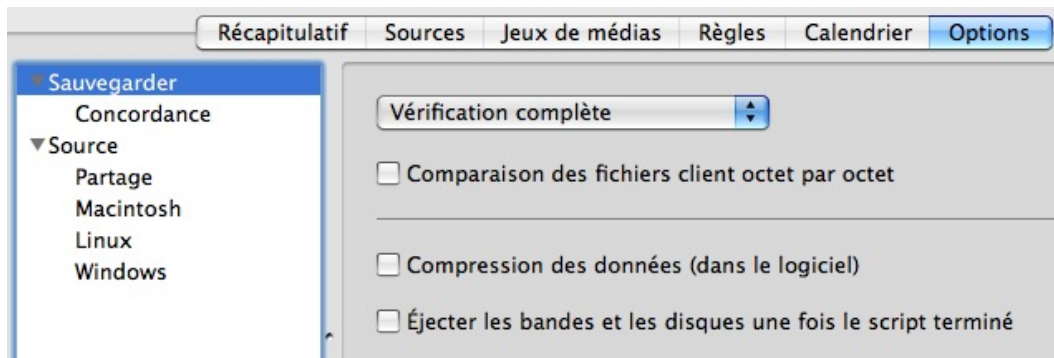 Récapitulatif Sources Jeux de médias Règles Calendrier Options
Sauvegarder
Concordance
Source
Partage
Macintosh
Linux
Windows
Vérification complète
Comparaison des fichiers client octet par octet
Compression des données (dans le logiciel)
Éjecter les bandes et les disques une fois le script terminé